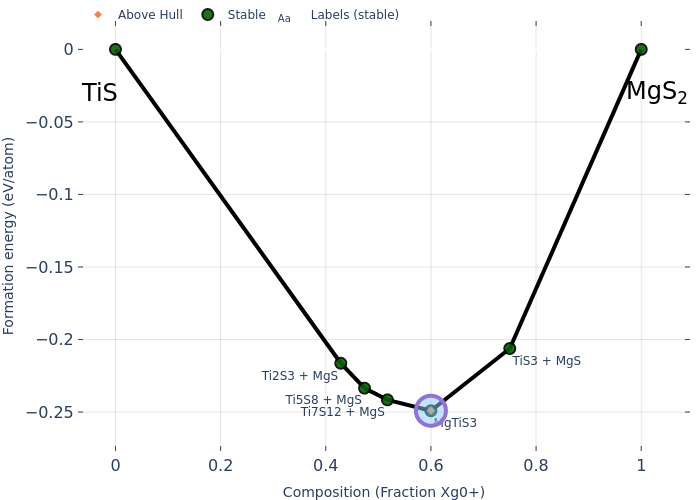 Above Hull Stable Aa Labels (stable)
0
−0.05
−0.1
−0.15
−0.2
−0.25
Formation energy (eV/atom)
TiS
MgS₂
Ti2S3 + MgS
Ti5S8 + MgS
Ti7S12 + MgS
MgTiS3
TiS3 + MgS
0 0.2 0.4 0.6 0.8 1
Composition (Fraction Xg0+)